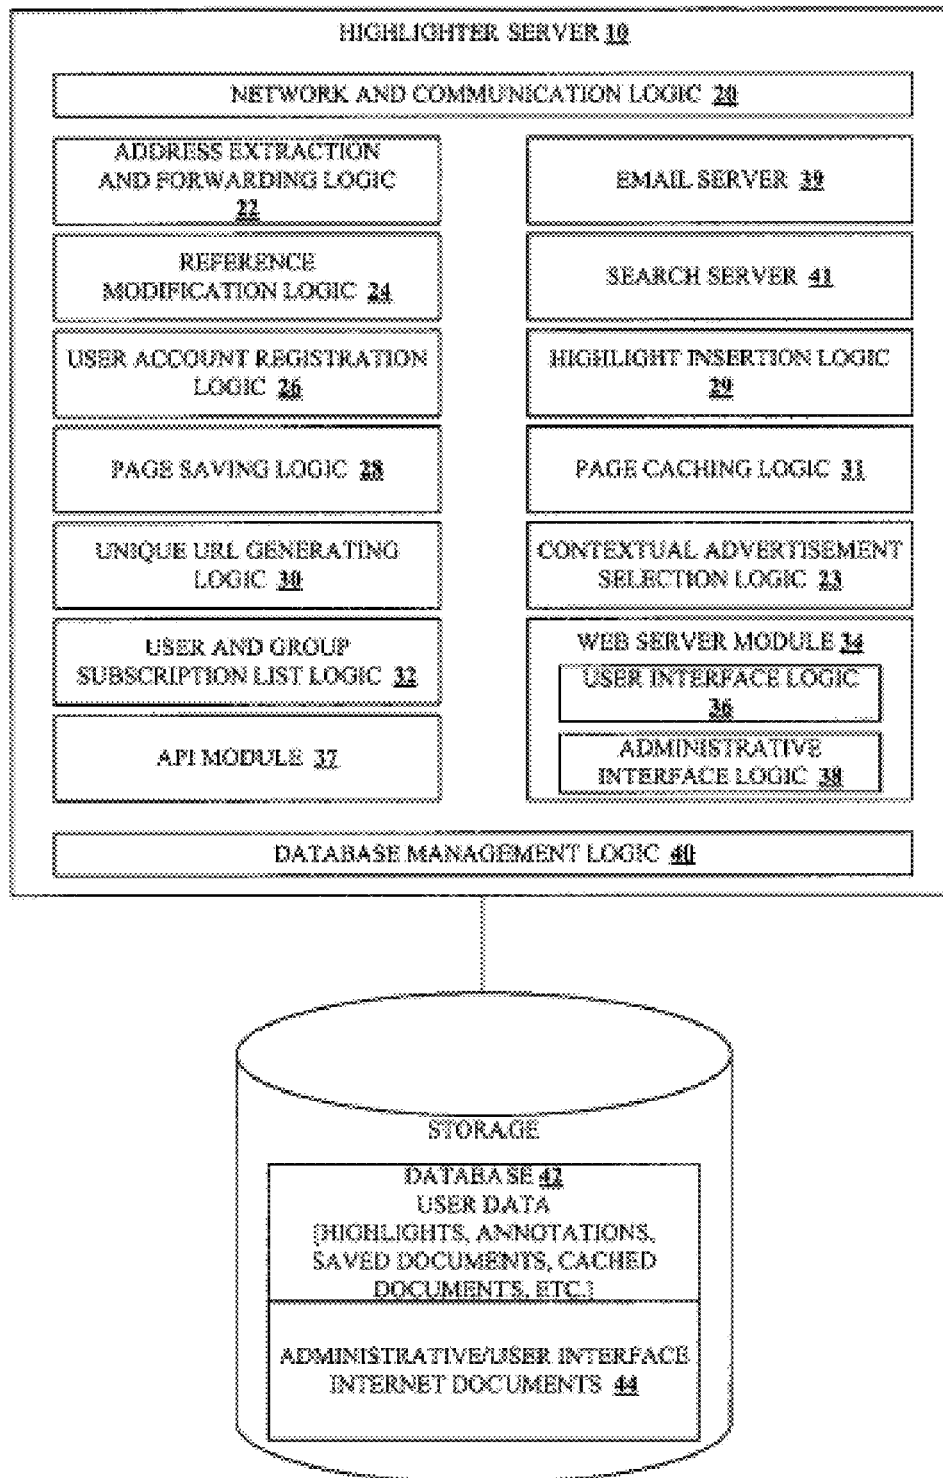 HIGHLIGHTER SERVER 10
NETWORK AND COMMUNICATION LOGIC 20
ADDRESS EXTRACTION
AND FORWARDING LOGIC
22
REFERENCE
MODIFICATION LOGIC 24
USER ACCOUNT REGISTRATION
LOGIC 26
PAGE SAVING LOGIC 28
UNIQUE URL GENERATING
LOGIC 30
USER AND GROUP
SUBSCRIPTION LIST LOGIC 32
API MODULE 37
EMAIL SERVER 39
SEARCH SERVER 41
HIGHLIGHT INSERTION LOGIC
29
PAGE CACHING LOGIC 31
CONTEXTUAL ADVERTISEMENT
SELECTION LOGIC 23
WEB SERVER MODULE 34
USER INTERFACE LOGIC
36
ADMINISTRATIVE
INTERFACE LOGIC 38
DATABASE MANAGEMENT LOGIC 40
STORAGE
DATABASE 42
USER DATA
[HIGHLIGHTS, ANNOTATIONS,
SAVED DOCUMENTS, CACHED
DOCUMENTS, ETC.]
ADMINISTRATIVE/USER INTERFACE
INTERNET DOCUMENTS 44